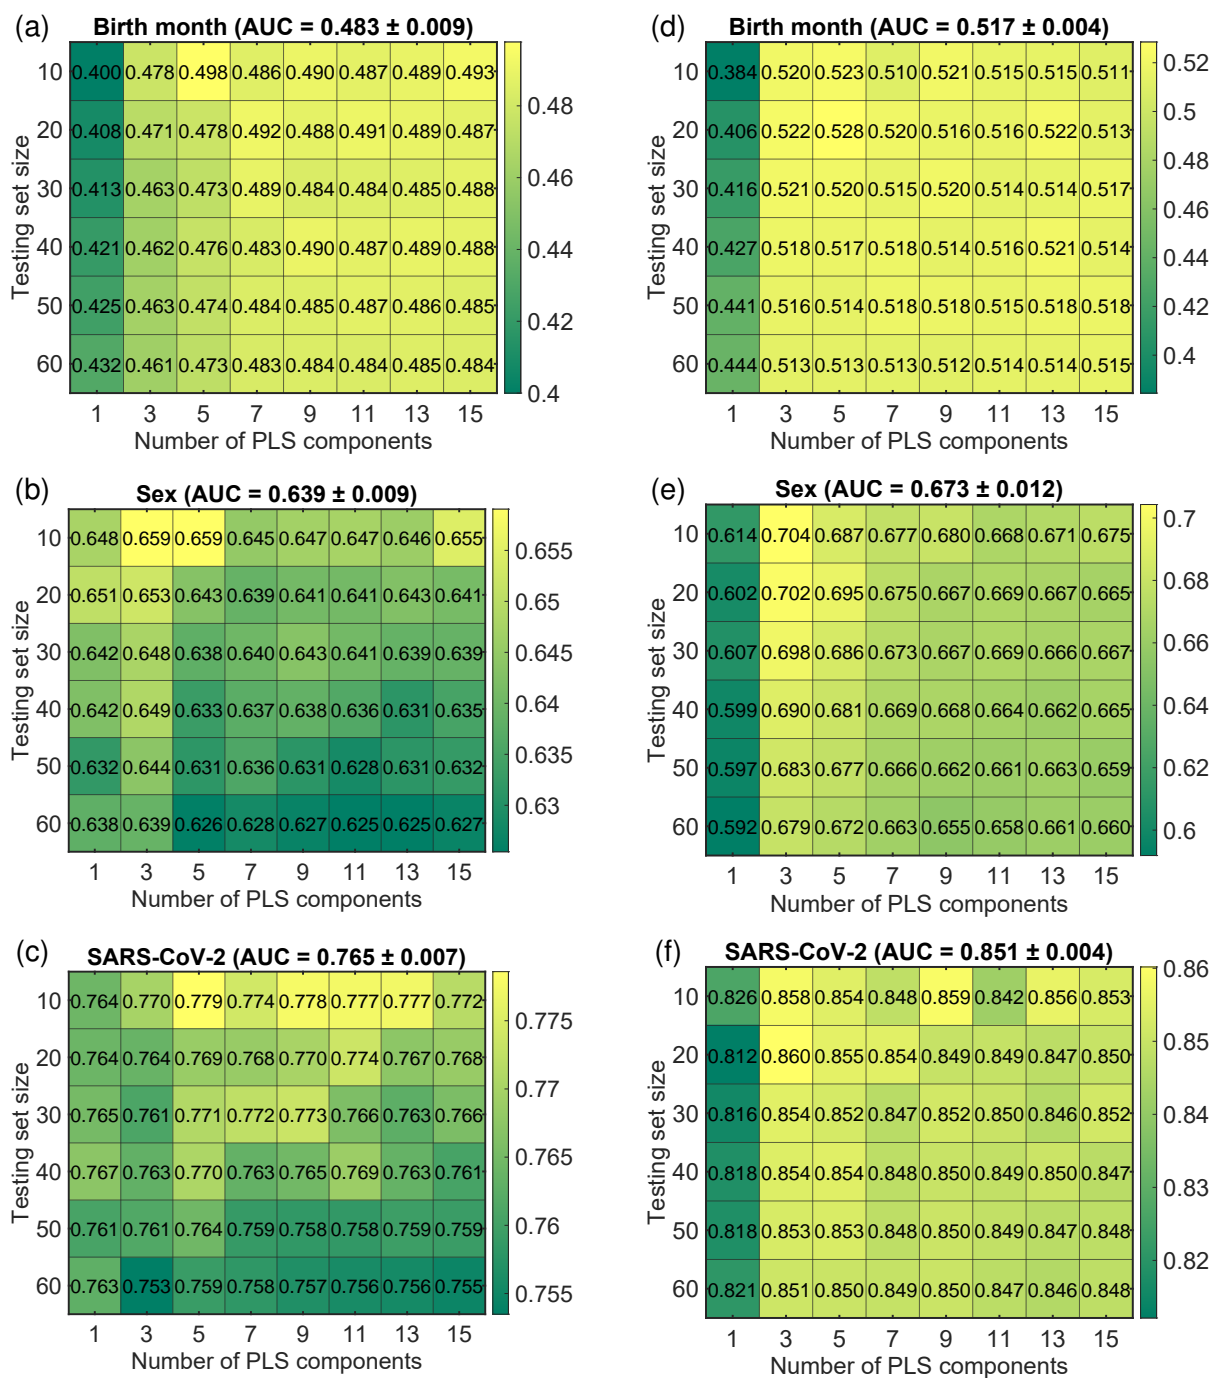 (a) Birth month (AUC = 0.483 ± 0.009)
Testing set size
10 0.400 0.478 0.498 0.486 0.490 0.487 0.489 0.493
20 0.408 0.471 0.478 0.492 0.488 0.491 0.489 0.487
30 0.413 0.463 0.473 0.489 0.484 0.484 0.485 0.488
40 0.421 0.462 0.476 0.483 0.490 0.487 0.489 0.488
50 0.425 0.463 0.474 0.484 0.485 0.487 0.486 0.485
60 0.432 0.461 0.473 0.483 0.484 0.484 0.485 0.484
1 3 5 7 9 11 13 15
Number of PLS components
0.48
0.46
0.44
0.42
0.4
(d) Birth month (AUC = 0.517 ± 0.004)
Testing set size
10 0.384 0.520 0.523 0.510 0.521 0.515 0.515 0.511
20 0.406 0.522 0.528 0.520 0.516 0.516 0.522 0.513
30 0.416 0.521 0.520 0.515 0.520 0.514 0.514 0.517
40 0.427 0.518 0.517 0.518 0.514 0.516 0.521 0.514
50 0.441 0.516 0.514 0.518 0.518 0.515 0.518 0.518
60 0.444 0.513 0.513 0.513 0.512 0.514 0.514 0.515
1 3 5 7 9 11 13 15
Number of PLS components
0.52
0.5
0.48
0.46
0.44
0.42
0.4
(b) Sex (AUC = 0.639 ± 0.009)
Testing set size
10 0.648 0.659 0.659 0.645 0.647 0.647 0.646 0.655
20 0.651 0.653 0.643 0.639 0.641 0.641 0.643 0.641
30 0.642 0.648 0.638 0.640 0.643 0.641 0.639 0.639
40 0.642 0.649 0.633 0.637 0.638 0.636 0.631 0.635
50 0.632 0.644 0.631 0.636 0.631 0.628 0.631 0.632
60 0.638 0.639 0.626 0.628 0.627 0.625 0.625 0.627
1 3 5 7 9 11 13 15
Number of PLS components
0.655
0.65
0.645
0.64
0.635
0.63
(e) Sex (AUC = 0.673 ± 0.012)
Testing set size
10 0.614 0.704 0.687 0.677 0.680 0.668 0.671 0.675
20 0.602 0.702 0.695 0.675 0.667 0.669 0.667 0.665
30 0.607 0.698 0.686 0.673 0.667 0.669 0.666 0.667
40 0.599 0.690 0.681 0.669 0.668 0.664 0.662 0.665
50 0.597 0.683 0.677 0.666 0.662 0.661 0.663 0.659
60 0.592 0.679 0.672 0.663 0.655 0.658 0.661 0.660
1 3 5 7 9 11 13 15
Number of PLS components
0.7
0.68
0.66
0.64
0.62
0.6
(c) SARS-CoV-2 (AUC = 0.765 ± 0.007)
Testing set size
10 0.764 0.770 0.779 0.774 0.778 0.777 0.777 0.772
20 0.764 0.764 0.769 0.768 0.770 0.774 0.767 0.768
30 0.765 0.761 0.771 0.772 0.773 0.766 0.763 0.766
40 0.767 0.763 0.770 0.763 0.765 0.769 0.763 0.761
50 0.761 0.761 0.764 0.759 0.758 0.758 0.759 0.759
60 0.763 0.753 0.759 0.758 0.757 0.756 0.756 0.755
1 3 5 7 9 11 13 15
Number of PLS components
0.775
0.77
0.765
0.76
0.755
(f) SARS-CoV-2 (AUC = 0.851 ± 0.004)
Testing set size
10 0.826 0.858 0.854 0.848 0.859 0.842 0.856 0.853
20 0.812 0.860 0.855 0.854 0.849 0.849 0.847 0.850
30 0.816 0.854 0.852 0.847 0.852 0.850 0.846 0.852
40 0.818 0.854 0.854 0.848 0.850 0.849 0.850 0.847
50 0.818 0.853 0.853 0.848 0.850 0.849 0.847 0.848
60 0.821 0.851 0.850 0.849 0.850 0.847 0.846 0.848
1 3 5 7 9 11 13 15
Number of PLS components
0.86
0.85
0.84
0.83
0.82